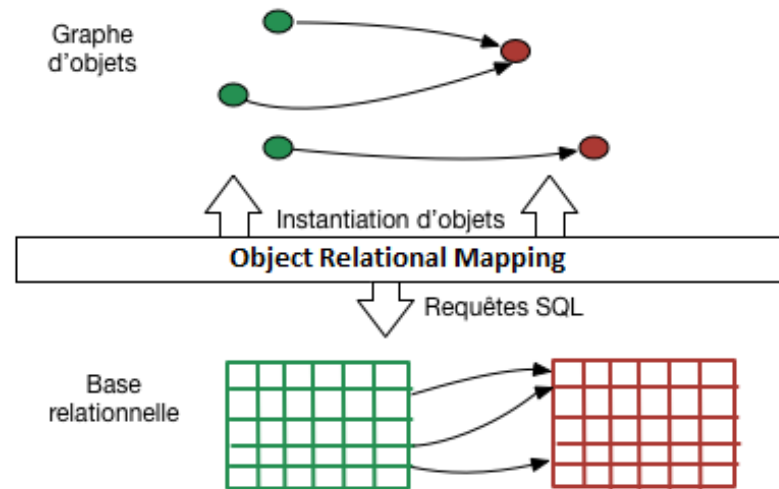 Graphe
d'objets
Instantiation d'objets
Object Relational Mapping
Requêtes SQL
Base
relationnelle